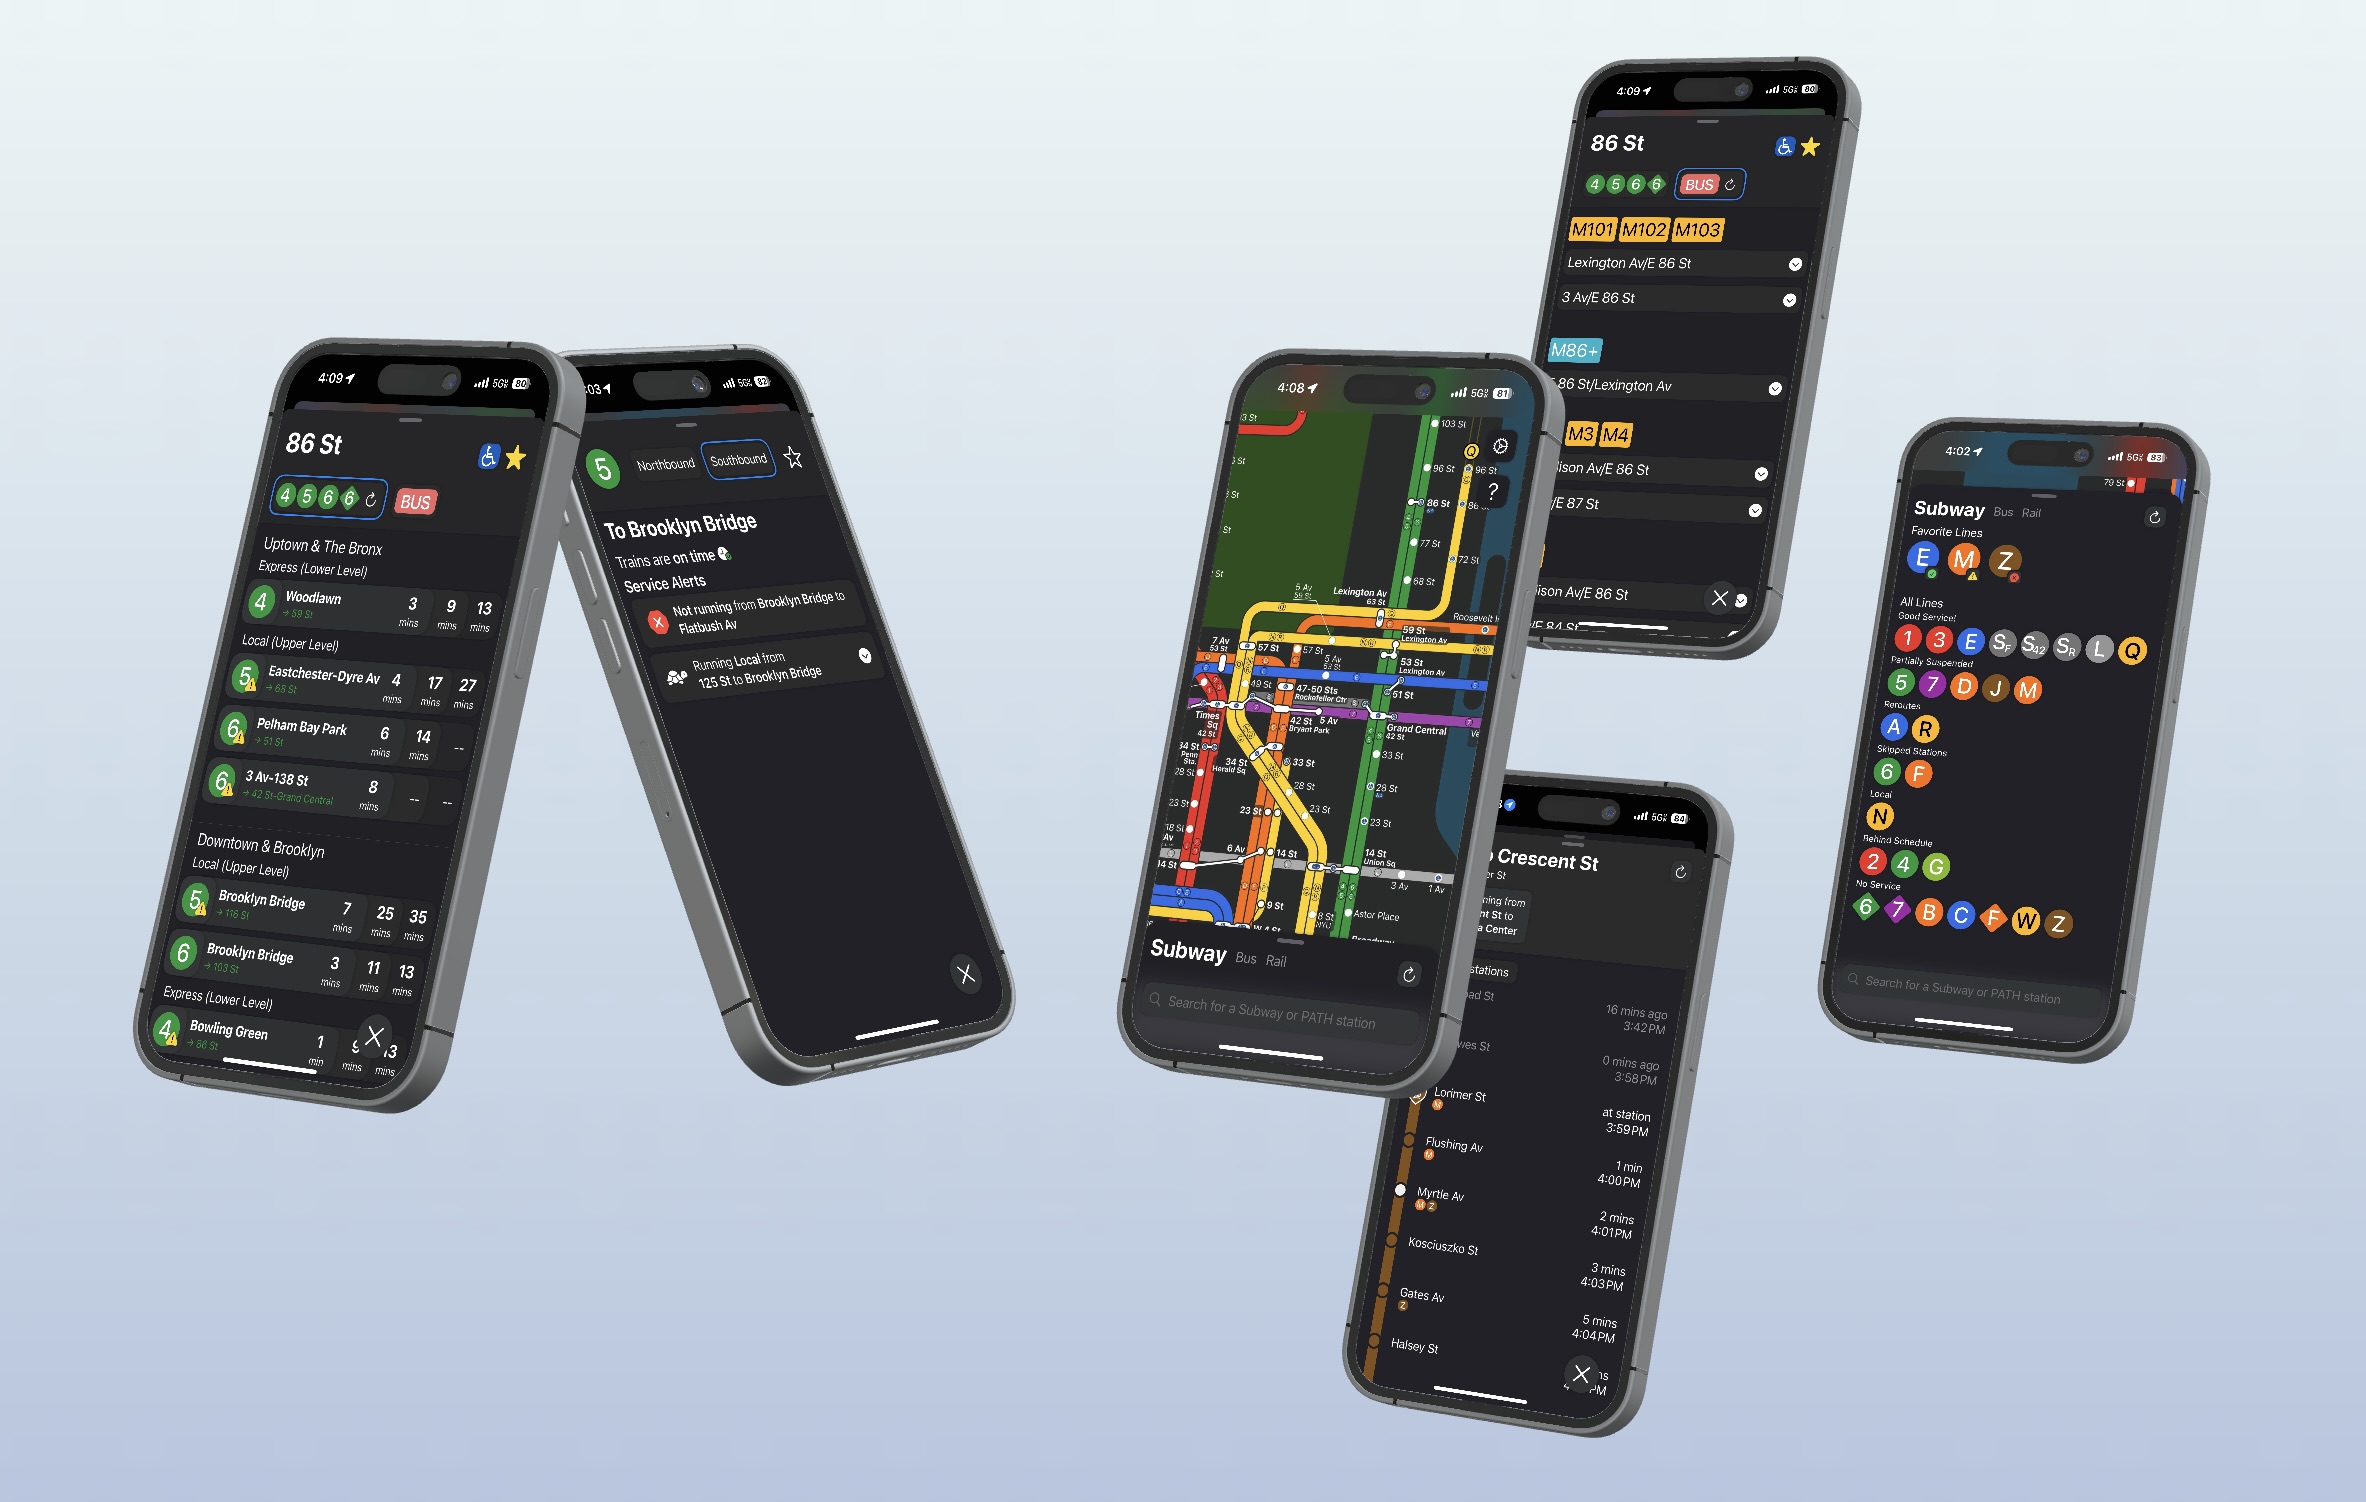 4:09
5G
80
86 St
4 5 6 6
BUS
Uptown & The Bronx
Express (Lower Level)
4 Woodlawn 3 mins 9 mins 13 mins
→ 59 St
Local (Upper Level)
5 Eastchester-Dyre Av 4 mins 17 mins 27 mins
→ 68 St
6 Pelham Bay Park 6 mins 14 mins --
→ 51 St
6 3 Av-138 St 8 mins -- --
→ 42 St-Grand Central
Downtown & Brooklyn
Local (Upper Level)
5 Brooklyn Bridge 7 mins 25 mins 35 mins
→ 116 St
6 Brooklyn Bridge 3 mins 11 mins 13 mins
→ 103 St
Express (Lower Level)
4 Bowling Green 1 min 9 mins 13 mins
→ 86 St
:03
5G
82
5 Northbound Southbound
To Brooklyn Bridge
Trains are on time
Service Alerts
Not running from Brooklyn Bridge to
Flatbush Av
Running Local from
125 St to Brooklyn Bridge
4:08
5G
81
103 St
Q
96 St
96 St
?
86 St
77 St
72 St
68 St
5 Av
59 St
Lexington Av
63 St
Roosevelt
59 St
Lexington Av
7 Av
53 St
57 St
57 St
5 Av
53 St
53 St
Lexington Av
49 St
47-50 Sts
Rockefeller Ctr
51 St
Times
Sq
42 St
42 St
Bryant Park
5 Av
Grand Central
42 St
34 St
Penn
Sta.
34 St
Herald Sq
33 St
33 St
28 St
28 St
28 St
23 St
23 St
23 St
23 St
18 St
6 Av
14 St
14 St
Union Sq
14 St
3 Av
1 Av
9 St
8 St
NYU
Astor Place
W 4 St
Broadway
Subway Bus Rail
Search for a Subway or PATH station
4:09
5G
80
86 St
4 5 6 6
BUS
M101 M102 M103
Lexington Av/E 86 St
3 Av/E 86 St
M86+
86 St/Lexington Av
M3 M4
ison Av/E 86 St
/E 87 St
ison Av/E 86 St
/E 84 St
84
Crescent St
er St
ning from
nt St to
a Center
stations
ad St
16 mins ago
3:42PM
wes St
0 mins ago
3:58PM
Lorimer St
M
at station
3:59PM
Flushing Av
M
1 min
4:00PM
Myrtle Av
M Z
2 mins
4:01PM
Kosciuszko St
3 mins
4:03PM
Gates Av
Z
5 mins
4:04PM
Halsey St
4:02
5G
83
79 St
Subway Bus Rail
Favorite Lines
E M Z
All Lines
Good Service!
1 3 E SF S42 SR L Q
Partially Suspended
5 7 D J M
Reroutes
A R
Skipped Stations
6 F
Local
N
Behind Schedule
2 4 G
No Service
6 7 B C F W Z
Search for a Subway or PATH station